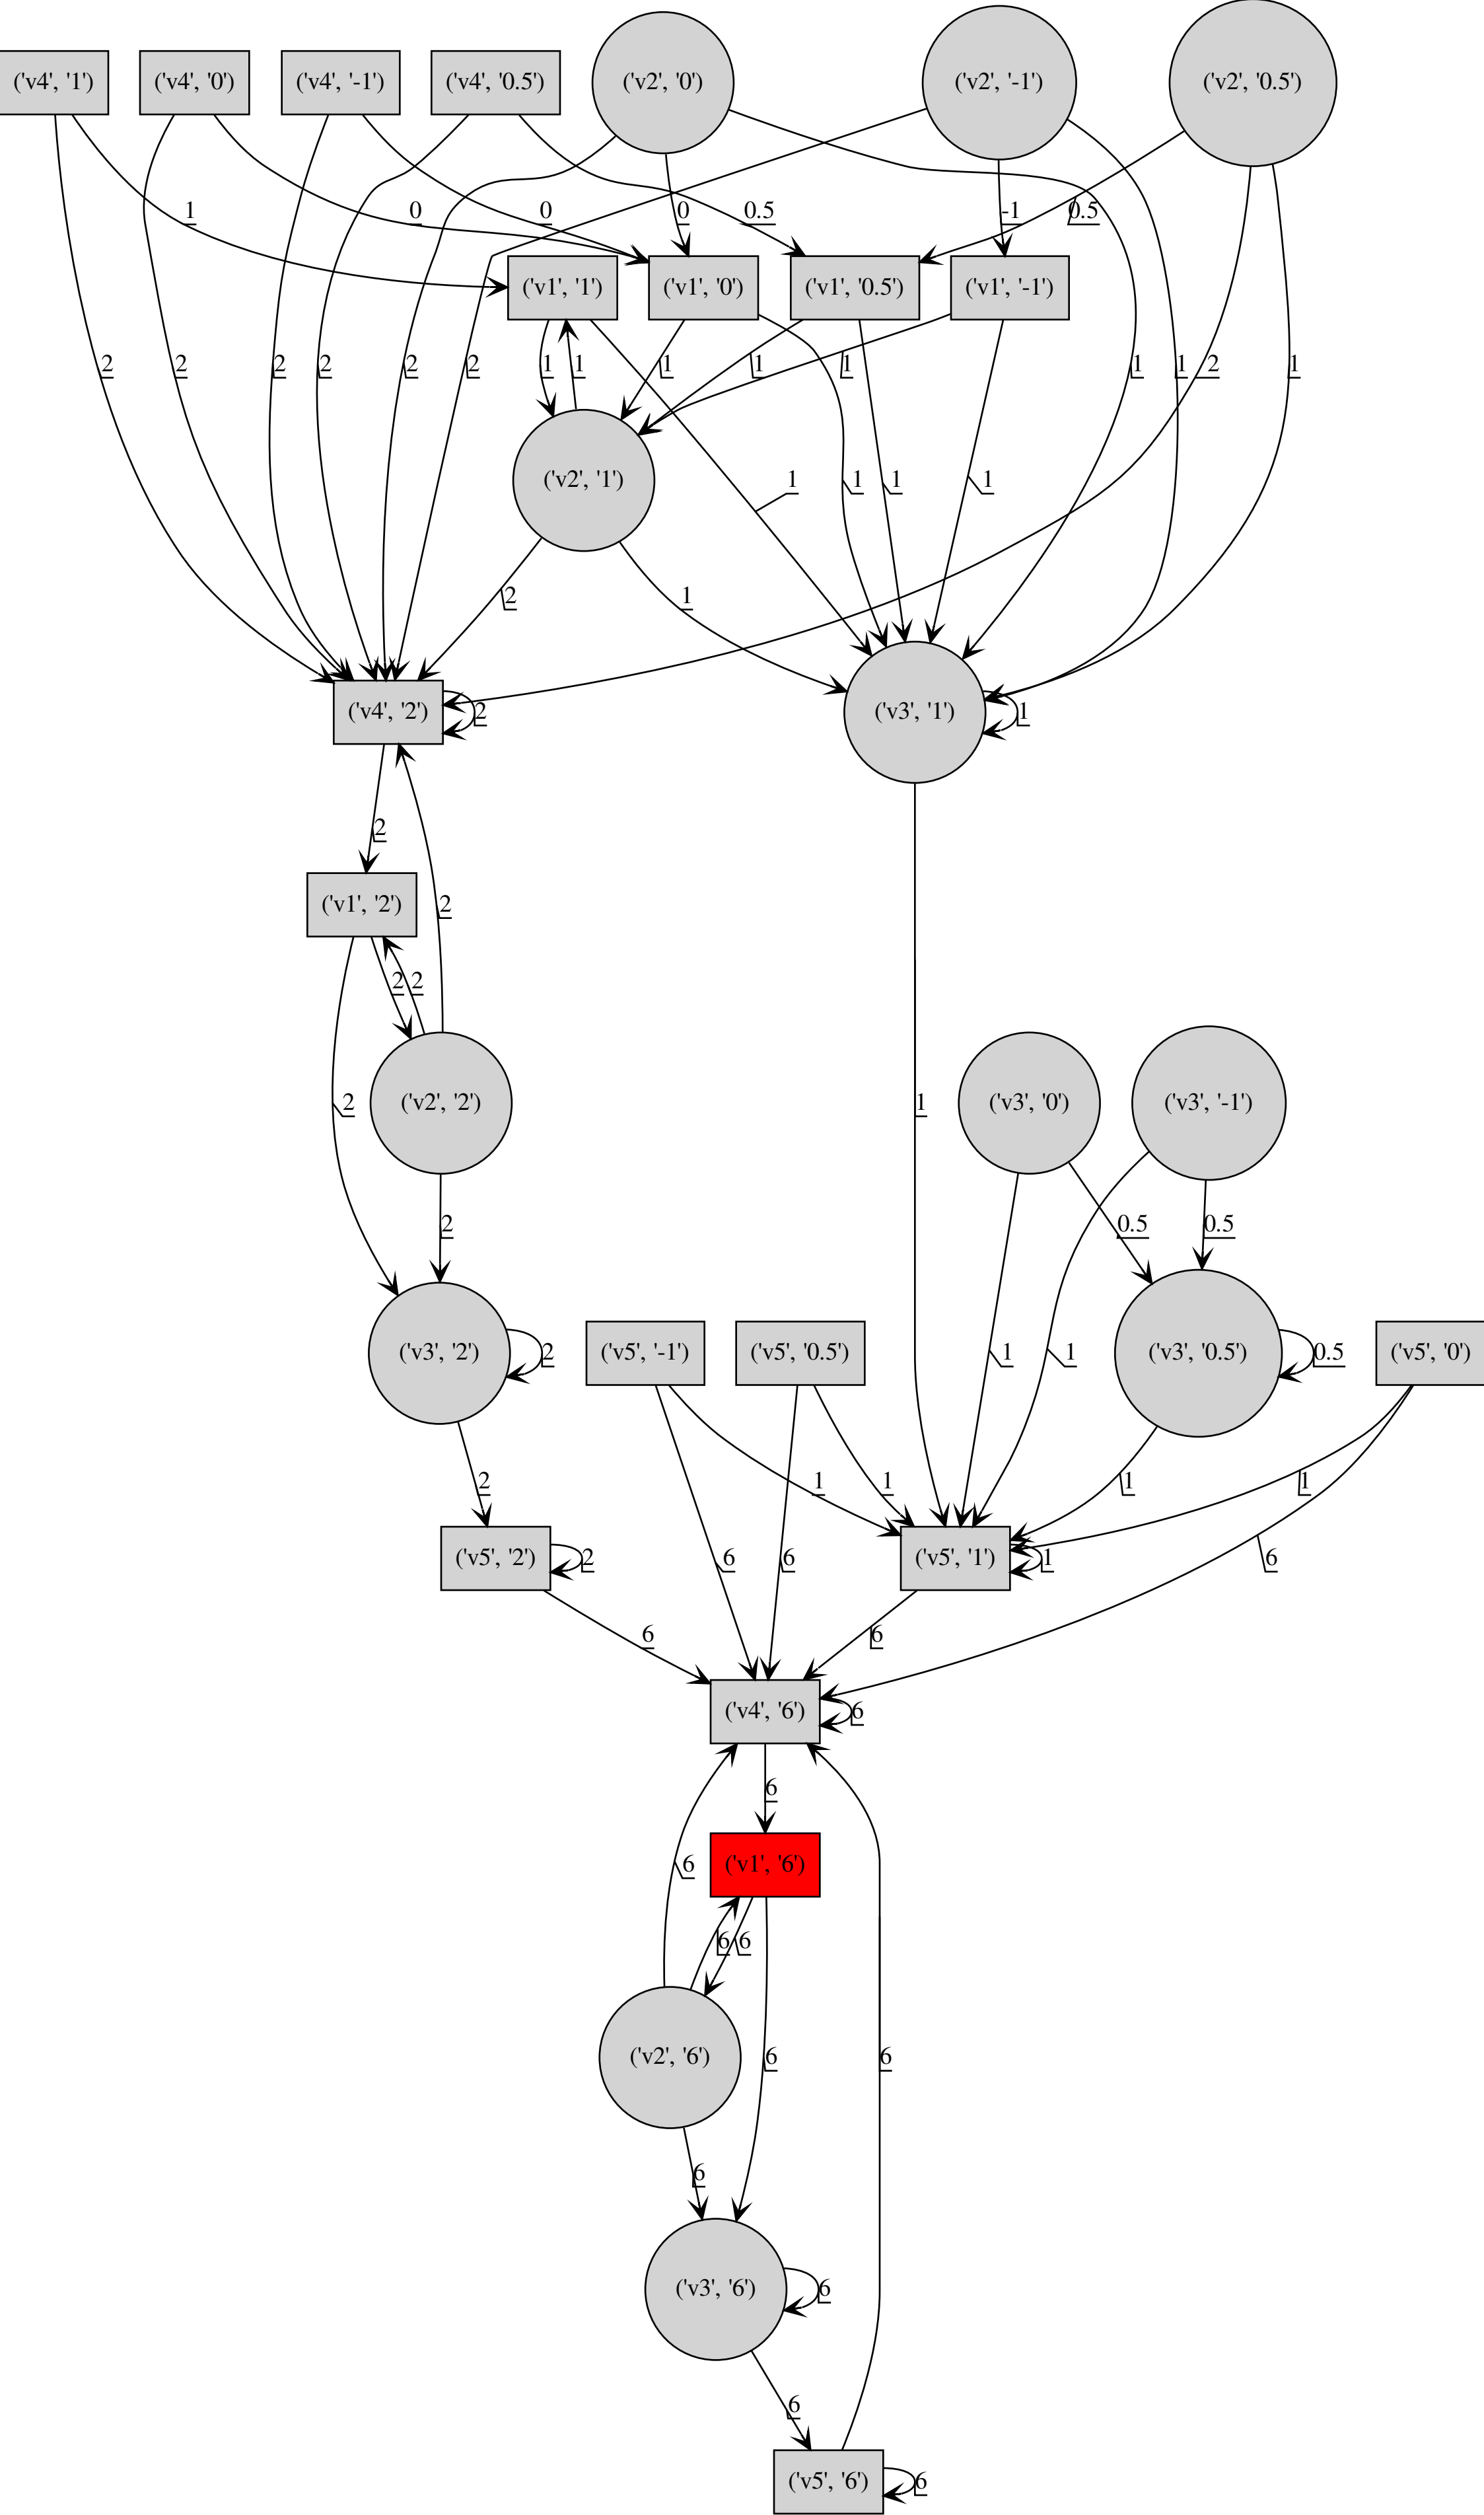 ('v4', '1') ('v4', '0') ('v4', '-1') ('v4', '0.5') ('v2', '0') ('v2', '-1') ('v2', '0.5')
1 0 0 0 0.5 -1 0.5
('v1', '1') ('v1', '0') ('v1', '0.5') ('v1', '-1')
2 2 2 2 2 2 1 1 1 1 1 1 1 2 1
('v2', '1') 1 1 1 1
2 1
('v4', '2') 2 ('v3', '1') 1
2
('v1', '2') 2
2 2
2 ('v2', '2') 1 ('v3', '0') ('v3', '-1')
2 0.5 0.5
('v3', '2') 2 ('v5', '-1') ('v5', '0.5') 1 1 ('v3', '0.5') 0.5 ('v5', '0')
2 1 1 1 1
('v5', '2') 2 6 6 ('v5', '1') 1 6
6 6
('v4', '6') 6
6
6 ('v1', '6')
6 6
('v2', '6') 6 6
6
('v3', '6') 6
6
('v5', '6') 6